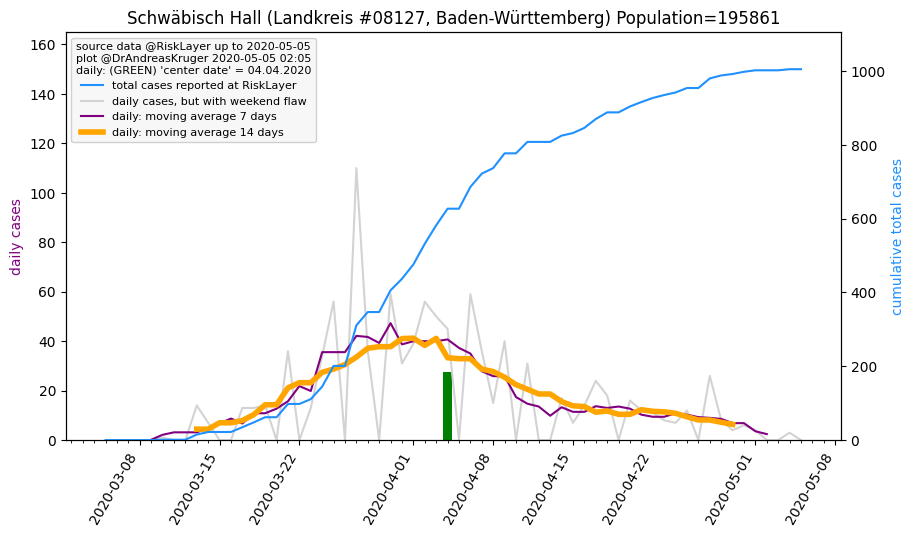 Schwäbisch Hall (Landkreis #08127, Baden-Württemberg) Population=195861
source data @RiskLayer up to 2020-05-05
plot @DrAndreasKruger 2020-05-05 02:05
daily: (GREEN) 'center date' = 04.04.2020
total cases reported at RiskLayer
daily cases, but with weekend flaw
daily: moving average 7 days
daily: moving average 14 days
daily cases
160
140
120
100
80
60
40
20
0
1000
800
600
400
200
0
cumulative total cases
2020-03-08
2020-03-15
2020-03-22
2020-04-01
2020-04-08
2020-04-15
2020-04-22
2020-05-01
2020-05-08